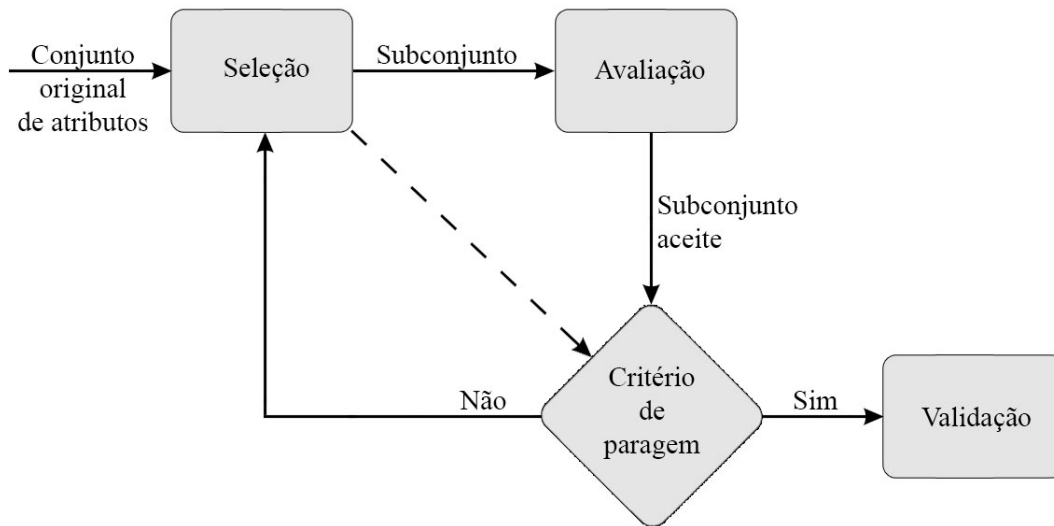 Conjunto
original
de atributos
Seleção
Subconjunto
Avaliação
Subconjunto
aceite
Critério
de
paragem
Não
Sim
Validação